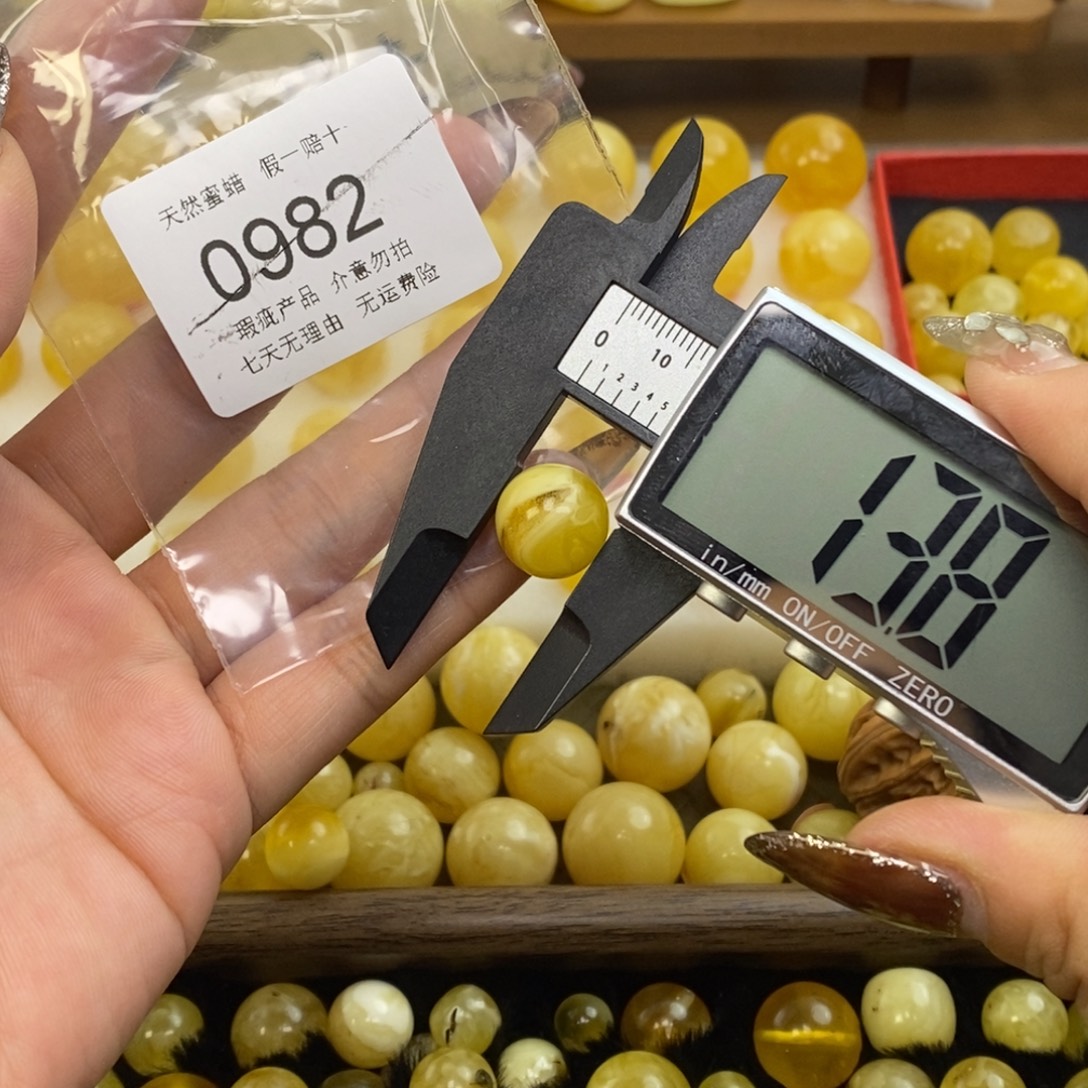 天然蜜蜡 假一赔十
0982
瑕疵产品 介意勿拍
七天无理由 无运费险
0 10
1 2 3 4 5
13.8
in/mm ON/OFF ZERO